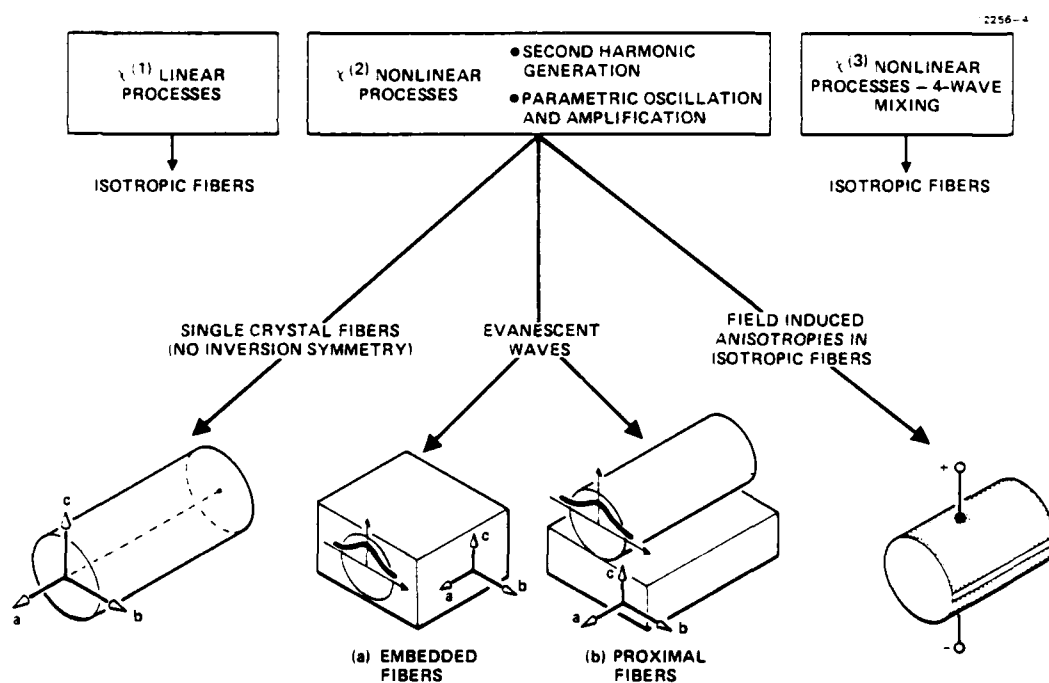 2256-4
χ(1) LINEAR
PROCESSES
χ(2) NONLINEAR
PROCESSES
● SECOND HARMONIC
GENERATION
● PARAMETRIC OSCILLATION
AND AMPLIFICATION
χ(3) NONLINEAR
PROCESSES – 4-WAVE
MIXING
ISOTROPIC FIBERS
ISOTROPIC FIBERS
SINGLE CRYSTAL FIBERS
(NO INVERSION SYMMETRY)
EVANESCENT
WAVES
FIELD INDUCED
ANISOTROPIES IN
ISOTROPIC FIBERS
c
a
b
c
a
b
c
a
b
+
-
(a) EMBEDDED
FIBERS
(b) PROXIMAL
FIBERS